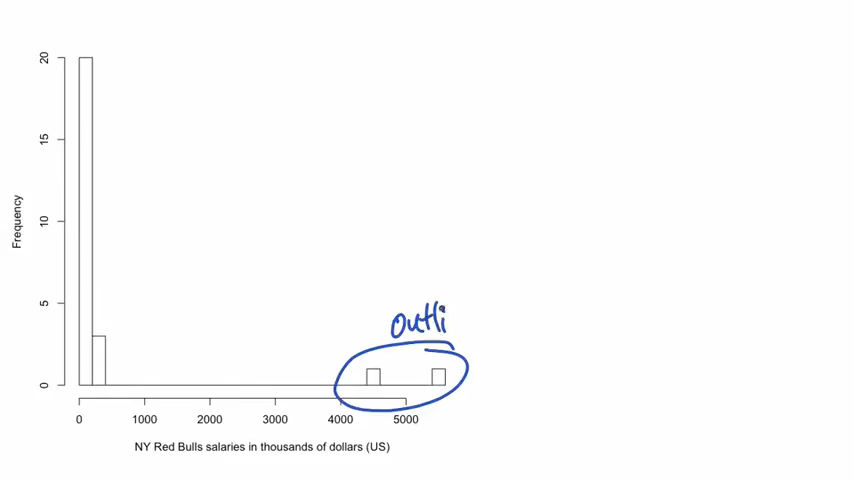 20
15
10
5
0
Frequency
outli
0 1000 2000 3000 4000 5000
NY Red Bulls salaries in thousands of dollars (US)